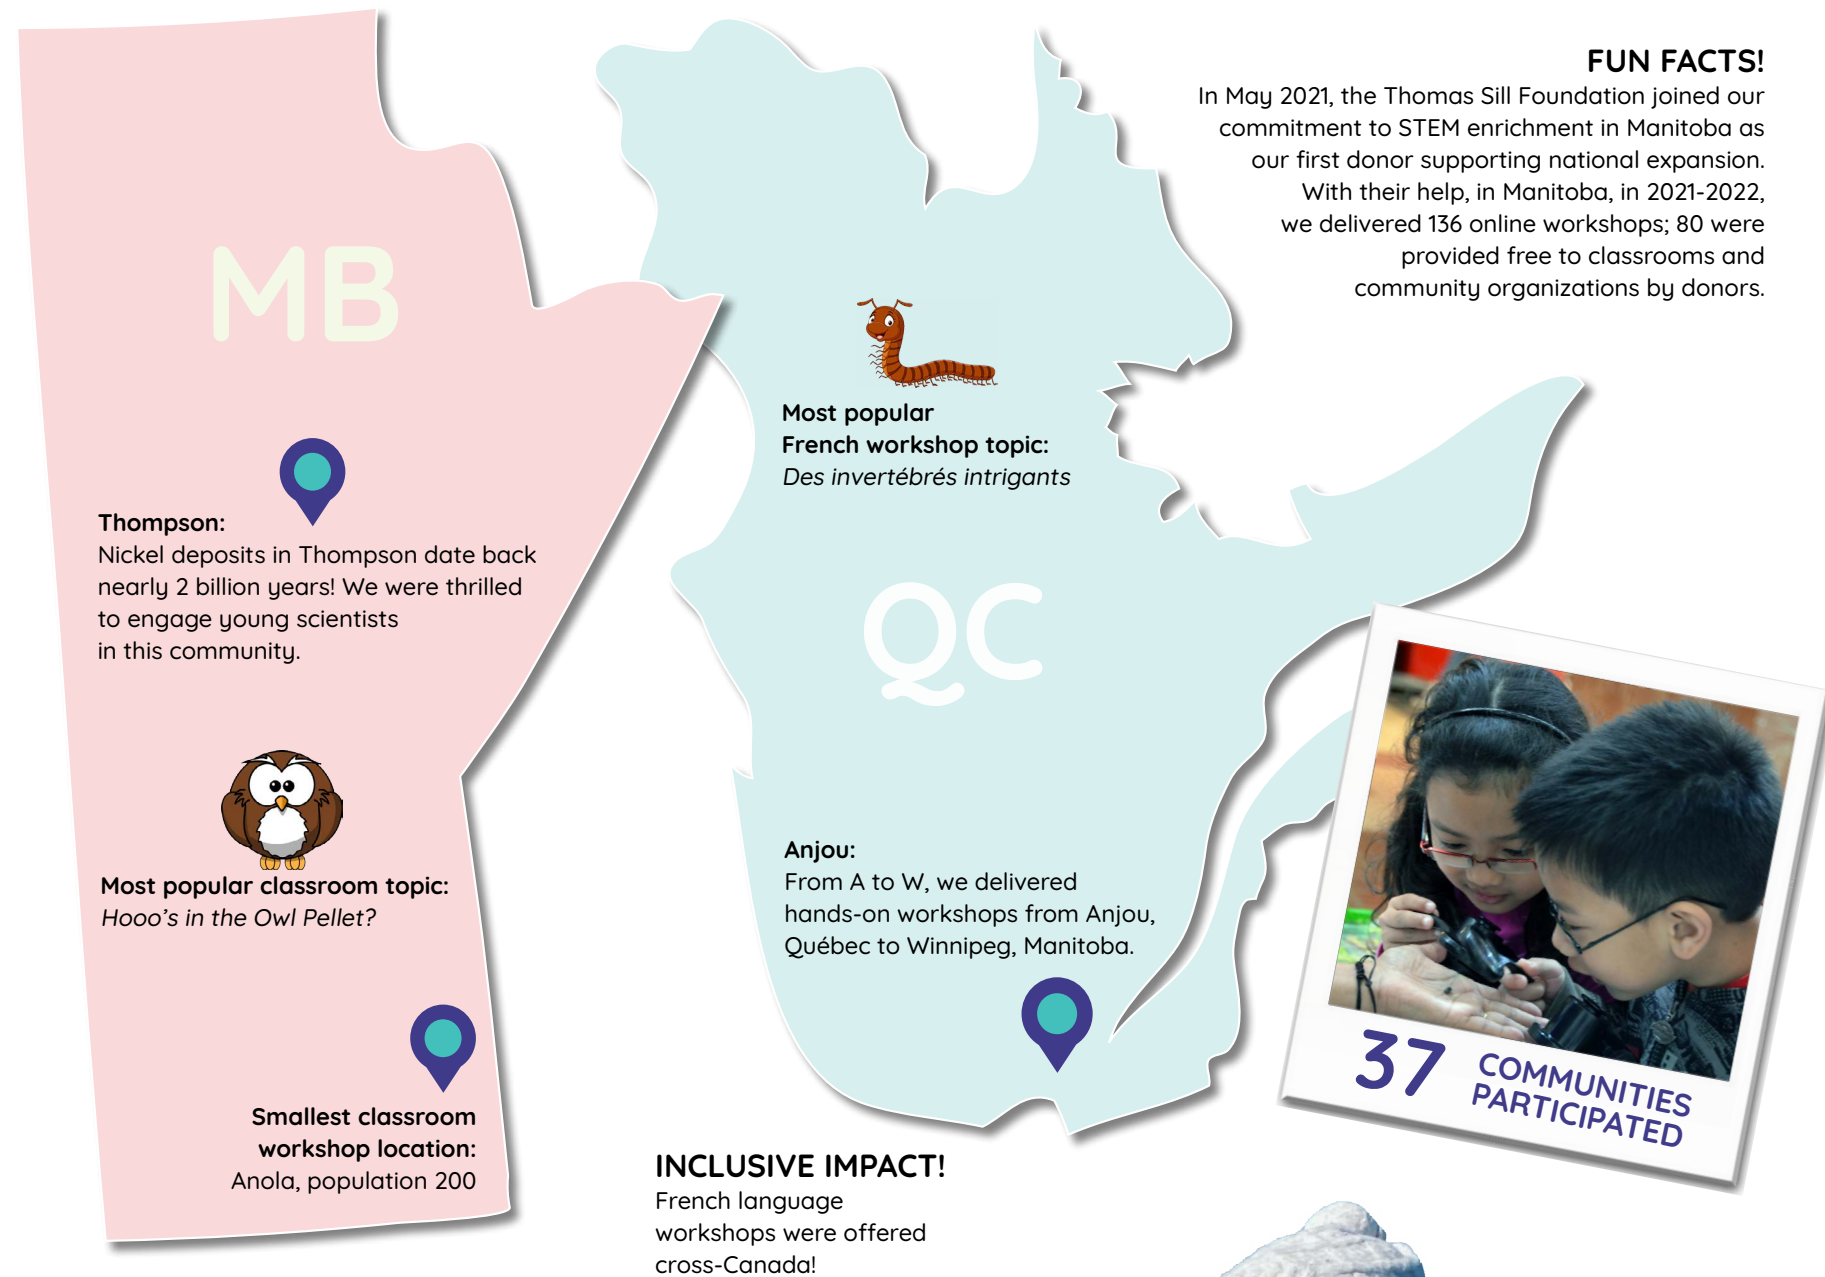 MB
Thompson:
Nickel deposits in Thompson date back
nearly 2 billion years! We were thrilled
to engage young scientists
in this community.
Most popular classroom topic:
Hooo's in the Owl Pellet?
Smallest classroom
workshop location:
Anola, population 200
Most popular
French workshop topic:
Des invertébrés intrigants
QC
Anjou:
From A to W, we delivered
hands-on workshops from Anjou,
Québec to Winnipeg, Manitoba.
INCLUSIVE IMPACT!
French language
workshops were offered
cross-Canada!
FUN FACTS!
In May 2021, the Thomas Sill Foundation joined our
commitment to STEM enrichment in Manitoba as
our first donor supporting national expansion.
With their help, in Manitoba, in 2021-2022,
we delivered 136 online workshops; 80 were
provided free to classrooms and
community organizations by donors.
37 COMMUNITIES
PARTICIPATED